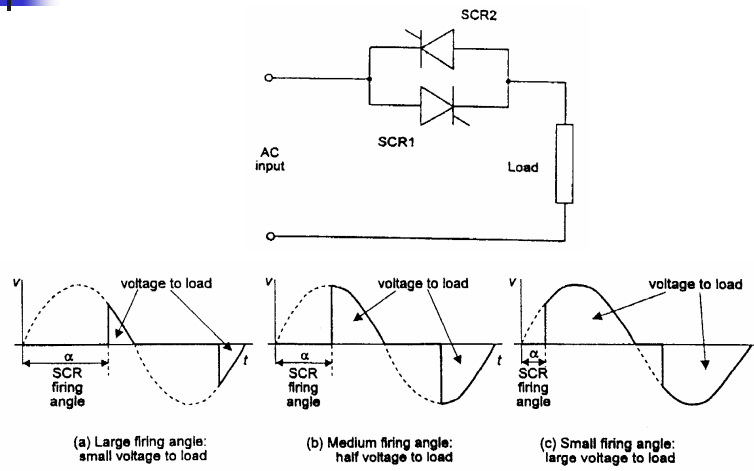 SCR2
SCR1
AC
input
Load
v
voltage to load
α
SCR
firing
angle
t
(a) Large firing angle:
small voltage to load
v
voltage to load
α
SCR
firing
angle
t
(b) Medium firing angle:
half voltage to load
v
voltage to load
α
SCR
firing
angle
t
(c) Small firing angle:
large voltage to load